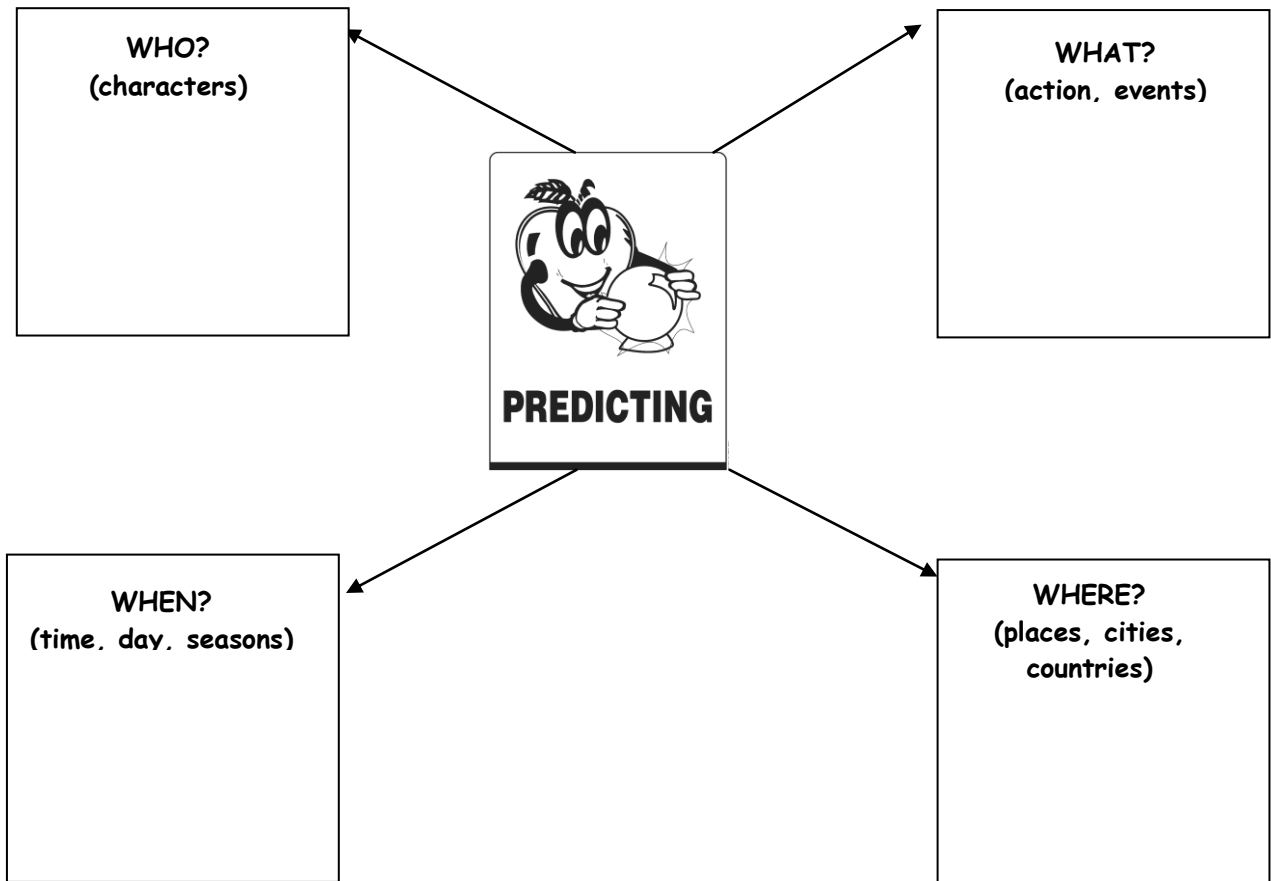 WHO?
(characters)
WHAT?
(action, events)
PREDICTING
WHEN?
(time, day, seasons)
WHERE?
(places, cities,
countries)